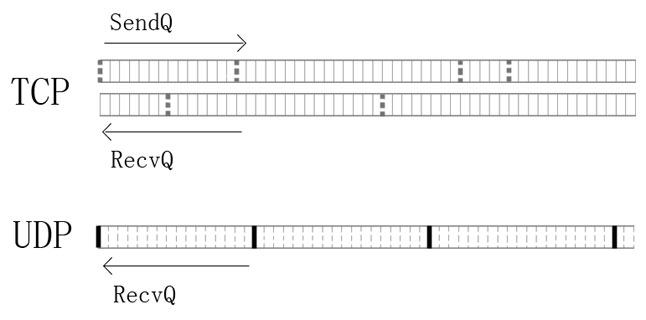 SendQ
TCP
RecvQ
UDP
RecvQ